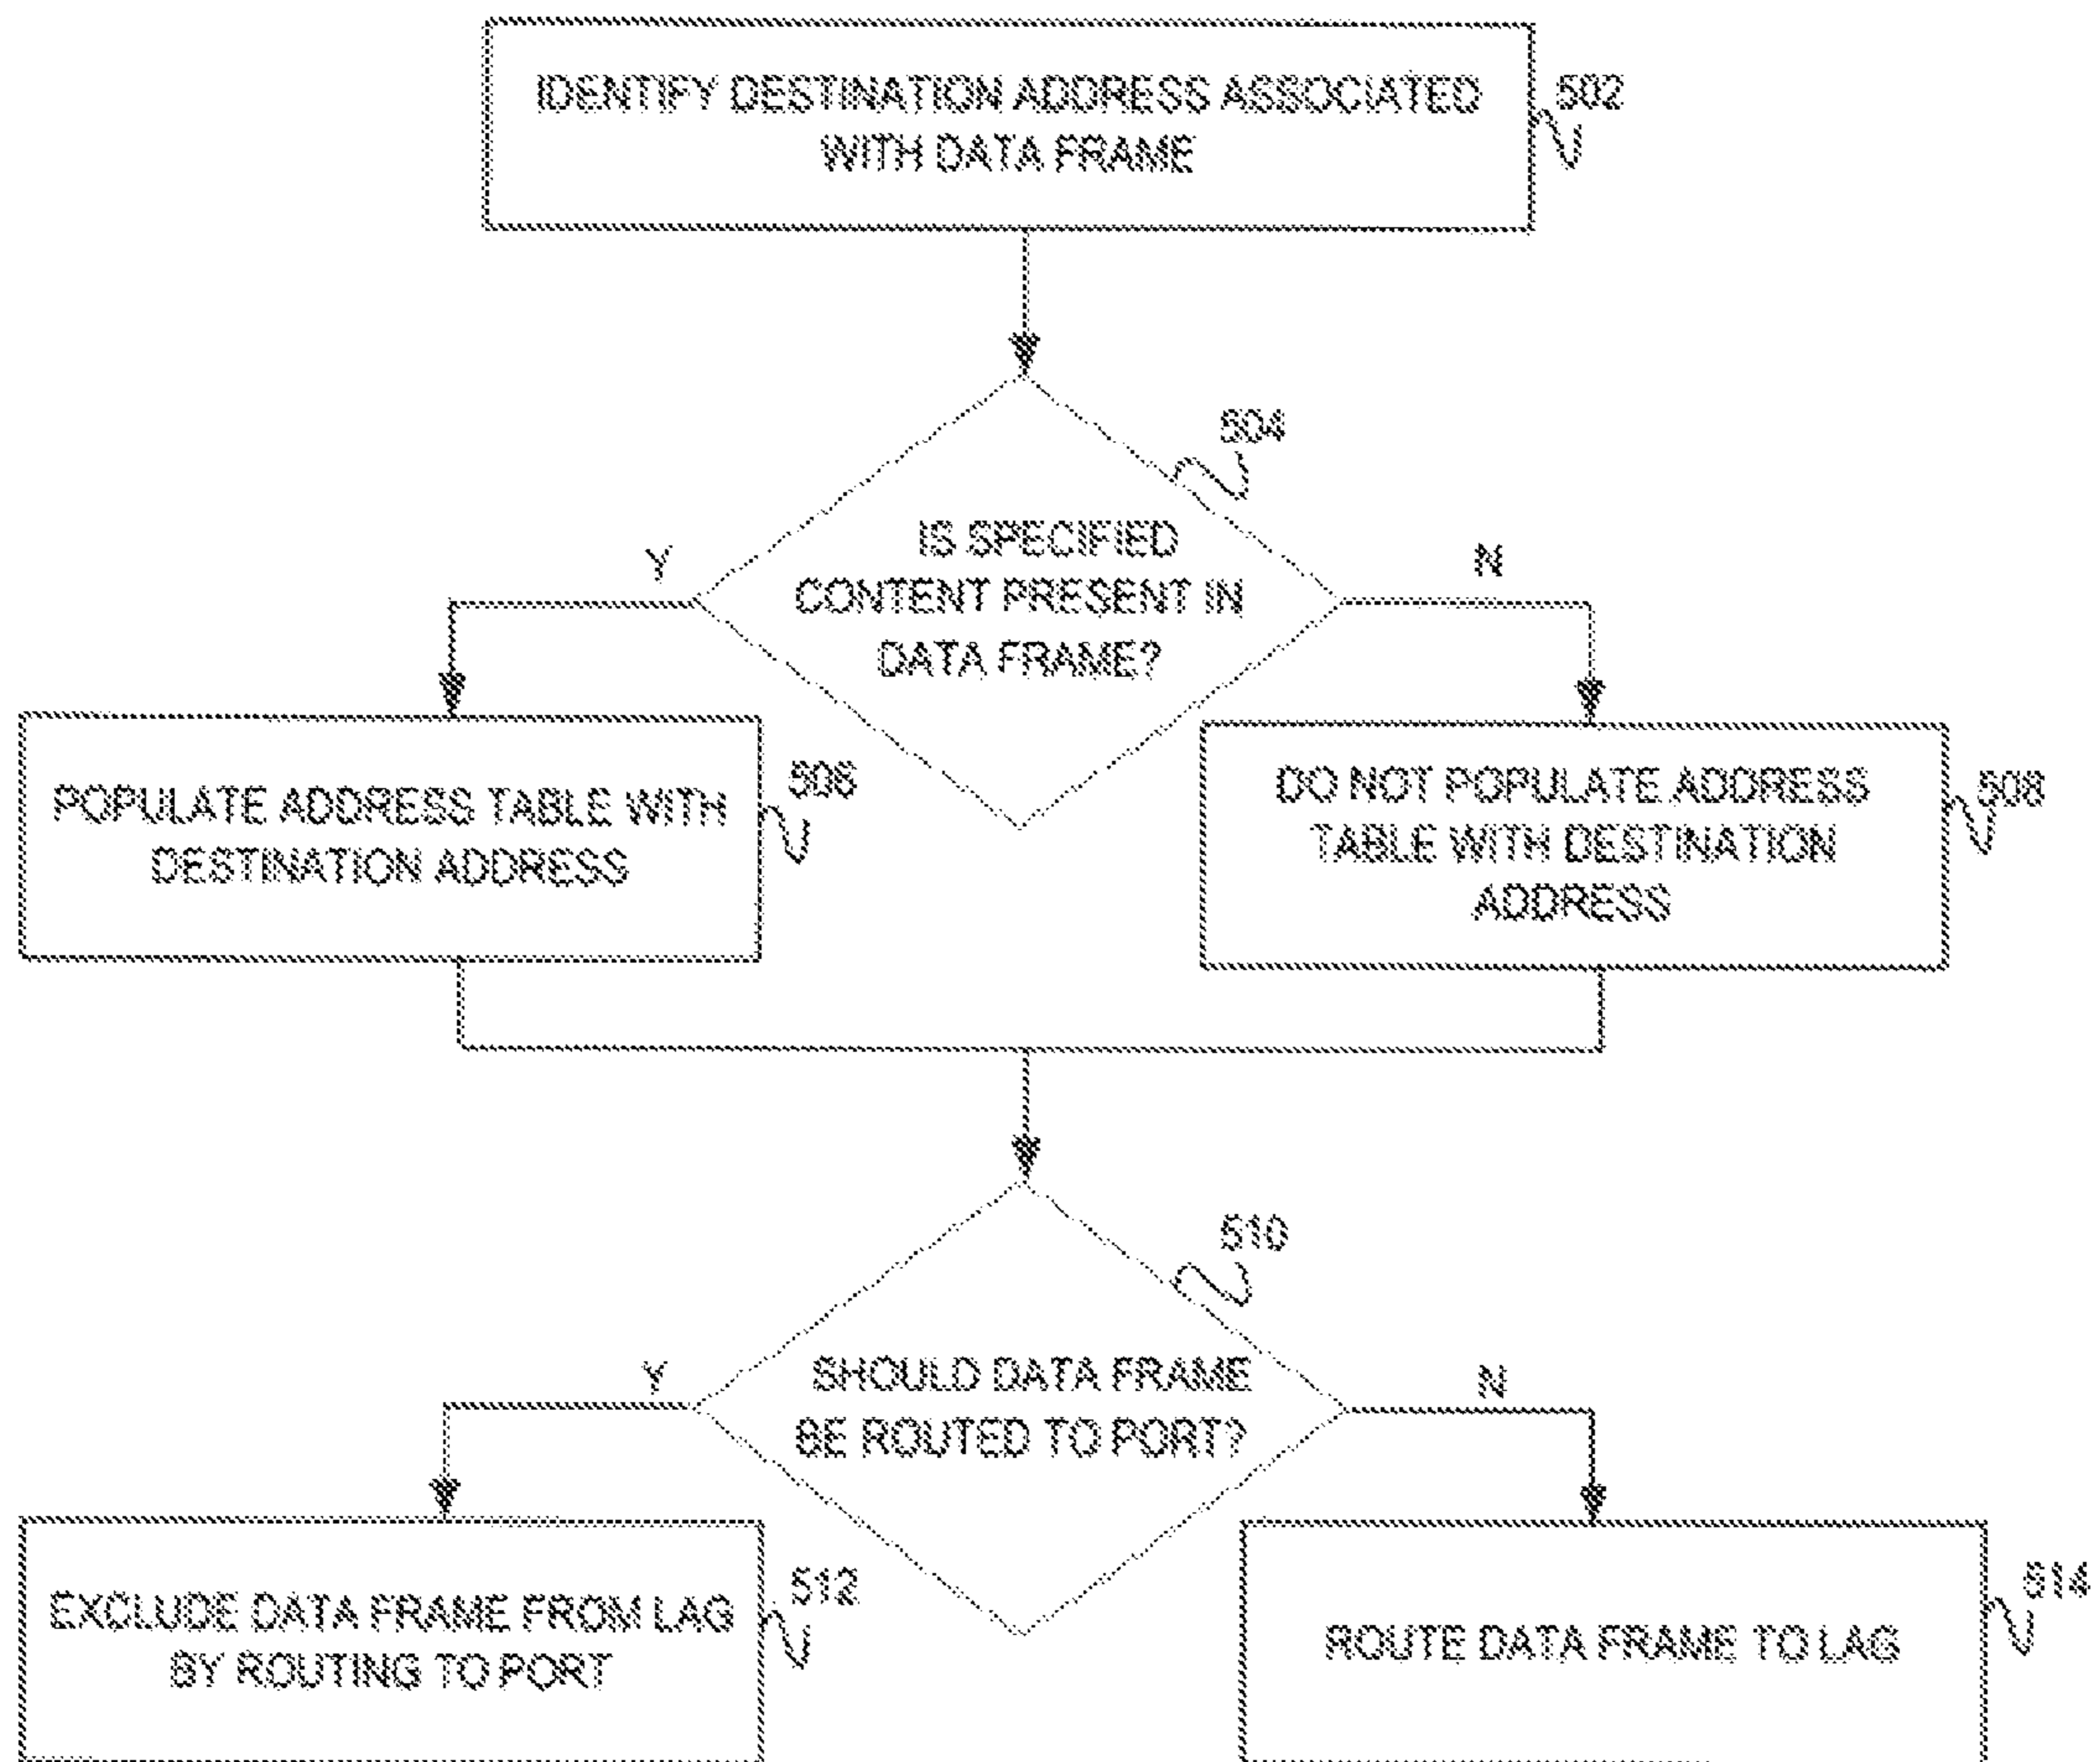 IDENTIFY DESTINATION ADDRESS ASSOCIATED
WITH DATA FRAME
502
504
IS SPECIFIED
CONTENT PRESENT IN
DATA FRAME?
Y
N
POPULATE ADDRESS TABLE WITH
DESTINATION ADDRESS
506
DO NOT POPULATE ADDRESS
TABLE WITH DESTINATION
ADDRESS
508
510
SHOULD DATA FRAME
BE ROUTED TO PORT?
Y
N
EXCLUDE DATA FRAME FROM LAG
BY ROUTING TO PORT
512
ROUTE DATA FRAME TO LAG
514